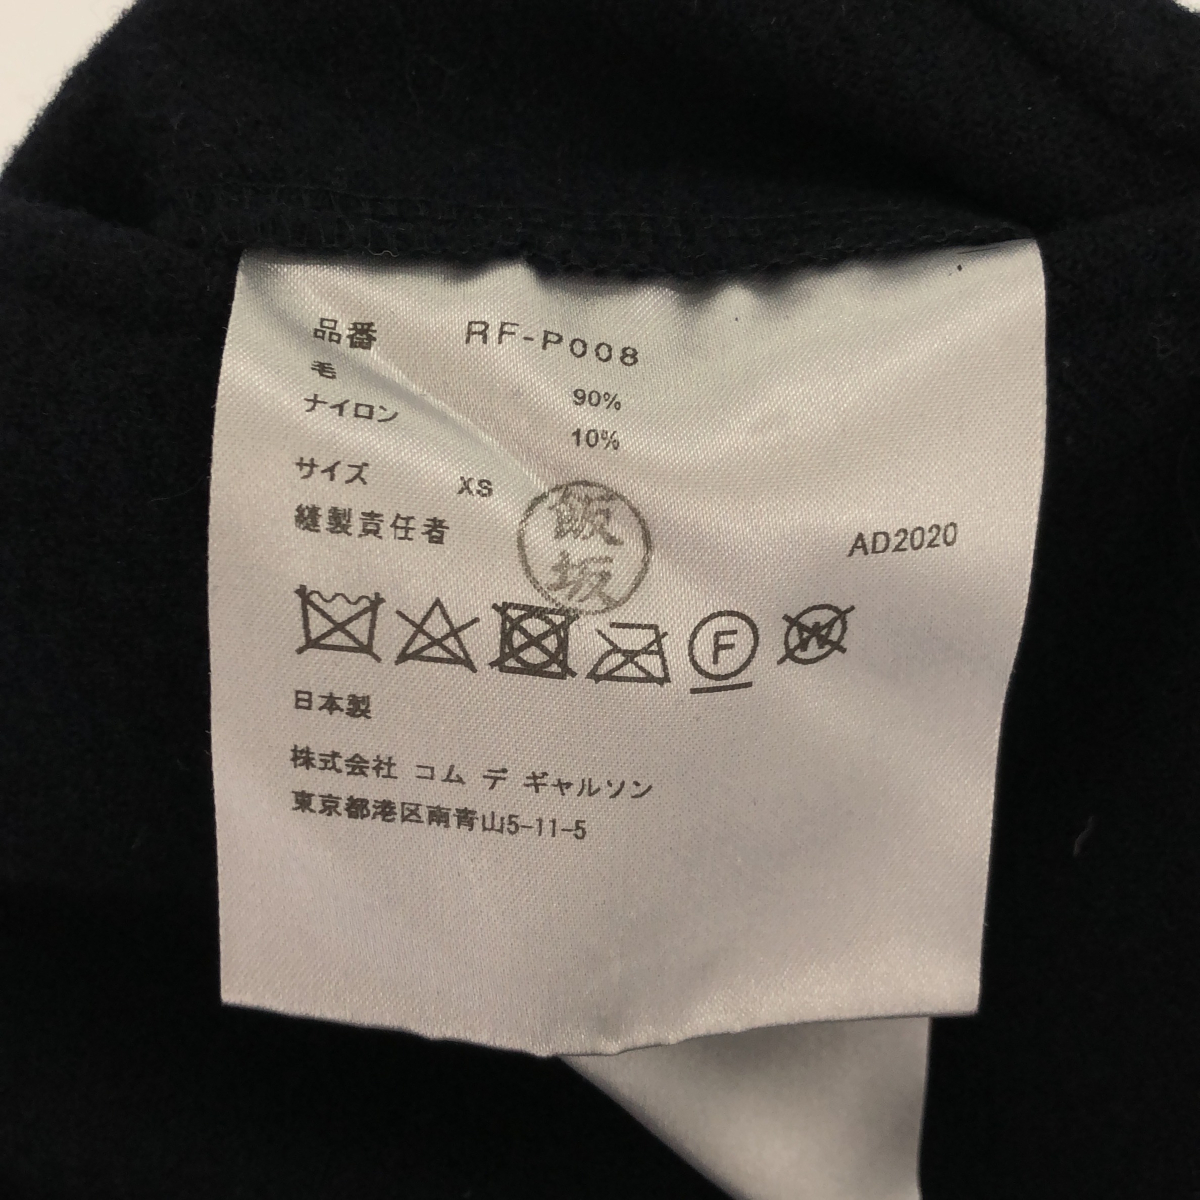 品番 RF-P008
毛 90%
ナイロン 10%
サイズ XS
縫製責任者 飯坂 AD2020
F W
日本製
株式会社 コム デ ギャルソン
東京都港区南青山5-11-5